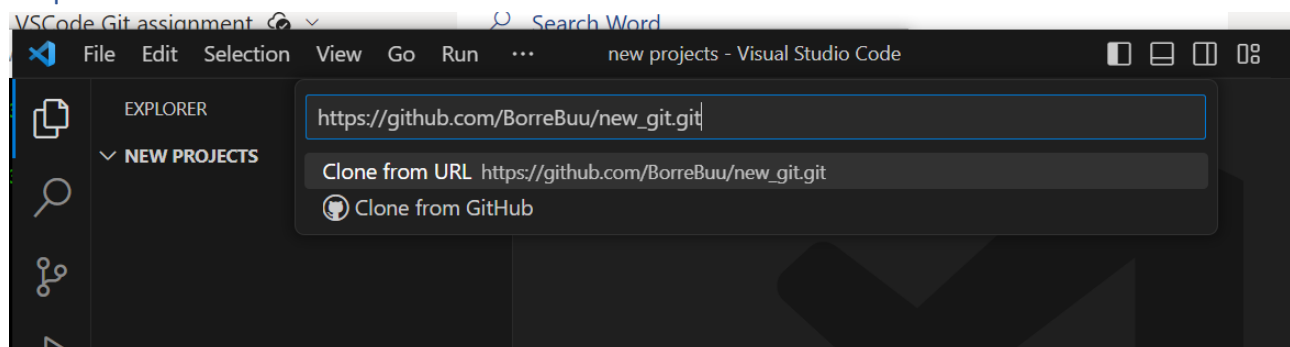 VSCode Git assignment
Search Word
File Edit Selection View Go Run ··· new projects - Visual Studio Code
EXPLORER
https://github.com/BorreBuu/new_git.git
NEW PROJECTS
Clone from URL https://github.com/BorreBuu/new_git.git
Clone from GitHub